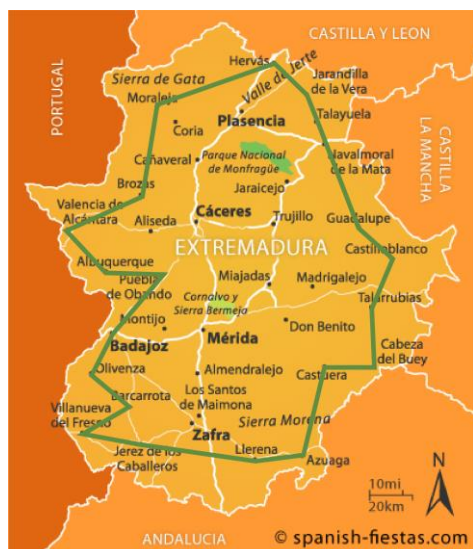 CASTILLA Y LEON
Hervás
Valle de Jerte
Sierra de Gata
Jarandilla
de la Vera
PORTUGAL
Moraleja
Plasencia
Talayuela
Coria
CASTILLA
LA MANCHA
Cañaveral
Parque Nacional
de Monfragüe
Navalmoral
de la Mata
Brozas
Jaraicejo
Valencia de
Alcántara
Cáceres
Aliseda
Trujillo
Guadalupe
EXTREMADURA
Castilblanco
Albuquerque
Puebla
de Obando
Miajadas
Madrigalejo
Cornalvo y
Sierra Bermeja
Talarrubias
Montijo
Don Benito
Badajoz
Mérida
Cabeza
del Buey
Olivenza
Almendralejo
Castuera
Barcarrota
Los Santos
de Maimona
Villanueva
del Fresno
Sierra Morena
Zafra
Jerez de los
Caballeros
Llerena
Azuaga
N
10mi
20km
ANDALUCIA
© spanish-fiestas.com